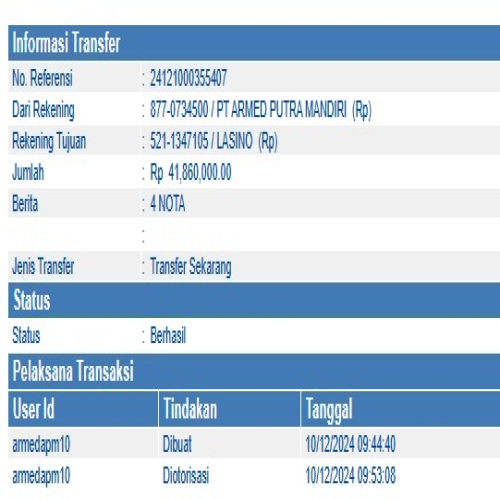 Informasi Transfer
No. Referensi : 24121000355407
Dari Rekening : 877-0734500 / PT ARMED PUTRA MANDIRI (Rp)
Rekening Tujuan : 521-1347105 / LASINO (Rp)
Jumlah : Rp 41,860,000.00
Berita : 4 NOTA
:
Jenis Transfer : Transfer Sekarang
Status
Status : Berhasil
Pelaksana Transaksi
User Id Tindakan Tanggal
armedapm10 Dibuat 10/12/2024 09:44:40
armedapm10 Diotorisasi 10/12/2024 09:53:08